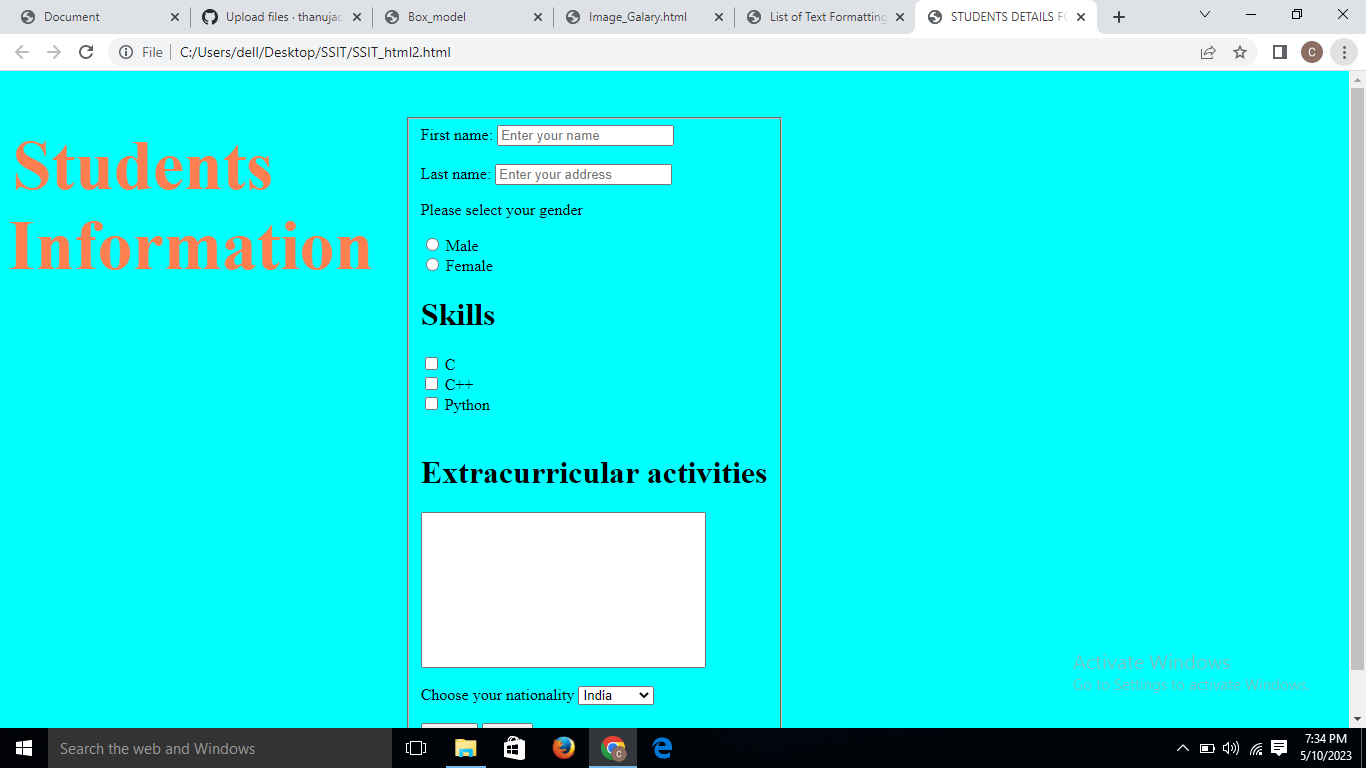 Document
Upload files · thanujac
Box_model
Image_Galary.html
List of Text Formatting
STUDENTS DETAILS FO
File
C:/Users/dell/Desktop/SSIT/SSIT_html2.html
C
Students
Information
First name: Enter your name
Last name: Enter your address
Please select your gender
Male
Female
Skills
C
C++
Python
Extracurricular activities
Choose your nationality India
Activate Windows
Go to Settings to activate Windows.
Search the web and Windows
C
7:34 PM
5/10/2023